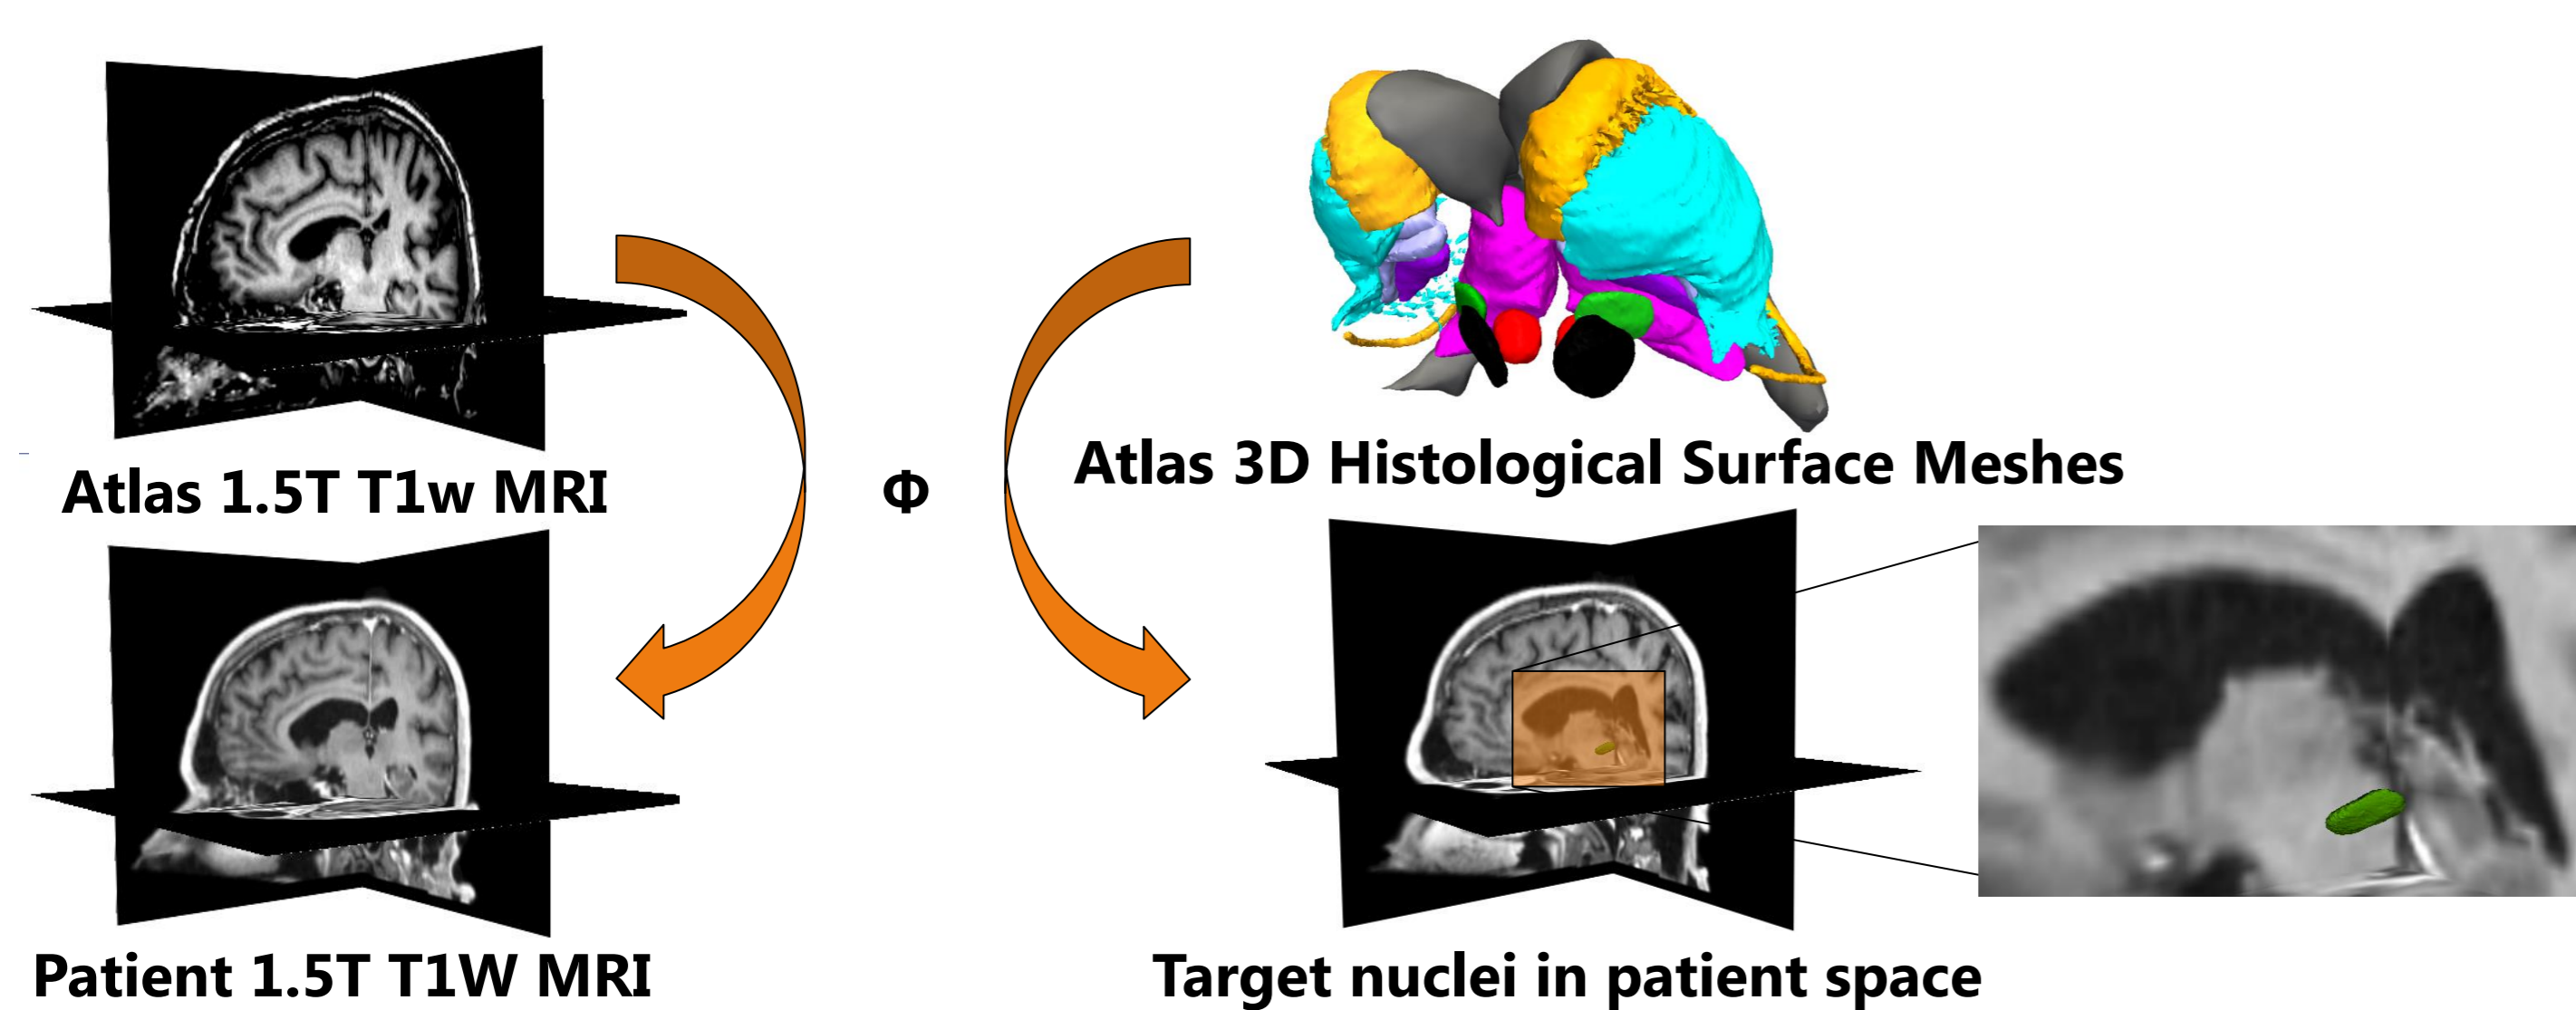 Atlas 1.5T T1w MRI
Φ
Atlas 3D Histological Surface Meshes
Patient 1.5T T1W MRI
Target nuclei in patient space